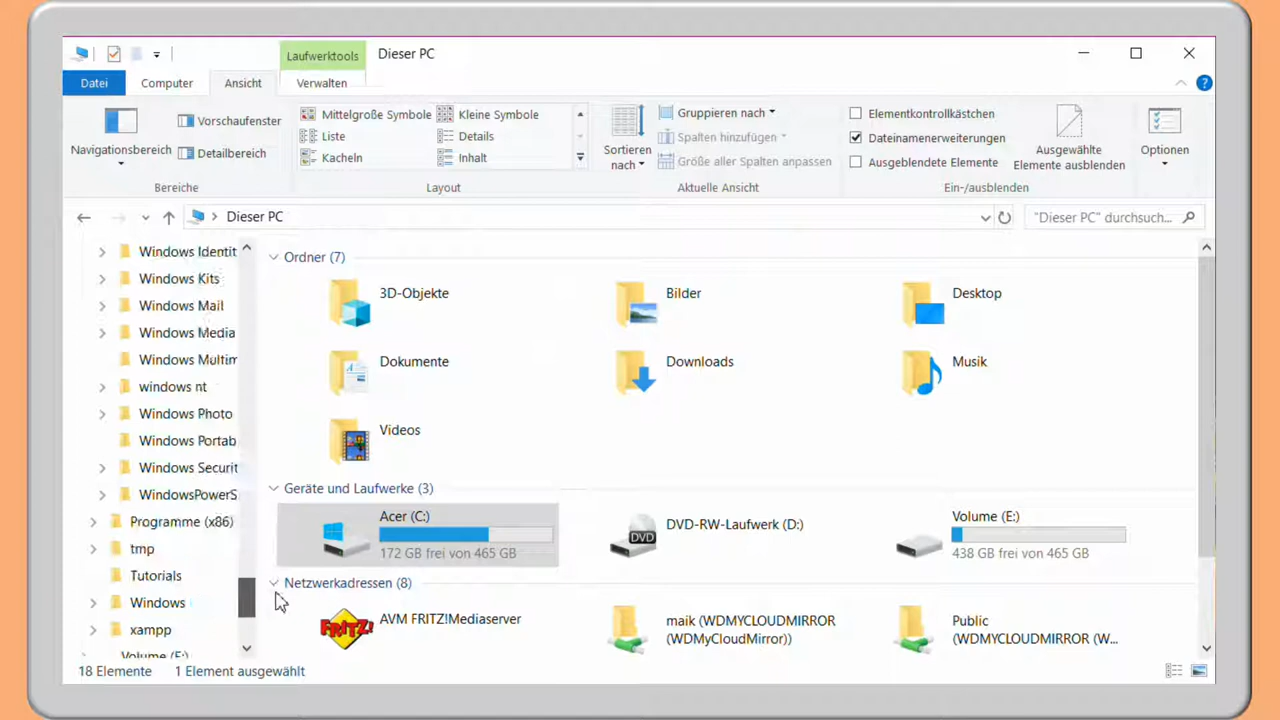 Laufwerktools Dieser PC
Datei Computer Ansicht Verwalten
Navigationsbereich
Vorschaufenster
Detailbereich
Bereiche
Mittelgroße Symbole Kleine Symbole
Liste Details
Kacheln Inhalt
Layout
Sortieren
nach
Gruppieren nach
Spalten hinzufügen
Größe aller Spalten anpassen
Aktuelle Ansicht
Elementkontrollkästchen
Dateinamenerweiterungen
Ausgeblendete Elemente
Ausgewählte
Elemente ausblenden
Ein-/ausblenden
Optionen
Dieser PC
"Dieser PC" durchsuch...
Windows Identit
Windows Kits
Windows Mail
Windows Media
Windows Multim
windows nt
Windows Photo
Windows Portab
Windows Securit
WindowsPowerS
Programme (x86)
tmp
Tutorials
Windows
xampp
Volume (E:)
Ordner (7)
3D-Objekte
Bilder
Desktop
Dokumente
Downloads
Musik
Videos
Geräte und Laufwerke (3)
Acer (C:)
172 GB frei von 465 GB
DVD-RW-Laufwerk (D:)
DVD
Volume (E:)
438 GB frei von 465 GB
Netzwerkadressen (8)
FRITZ!
AVM FRITZ!Mediaserver
maik (WDMYCLOUDMIRROR
(WDMyCloudMirror))
Public
(WDMYCLOUDMIRROR (W...
18 Elemente 1 Element ausgewählt